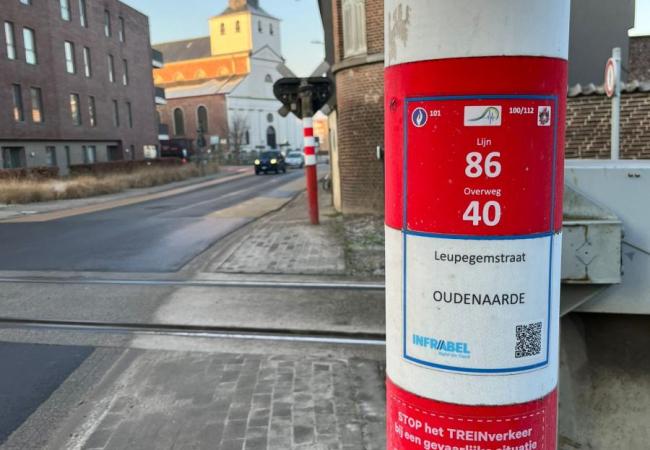 101
100/112
Lijn
86
Overweg
40
Leupegemstraat
OUDENAARDE
INFRABEL
STOP het TREINverkeer
bij een gevaarlijke situatie